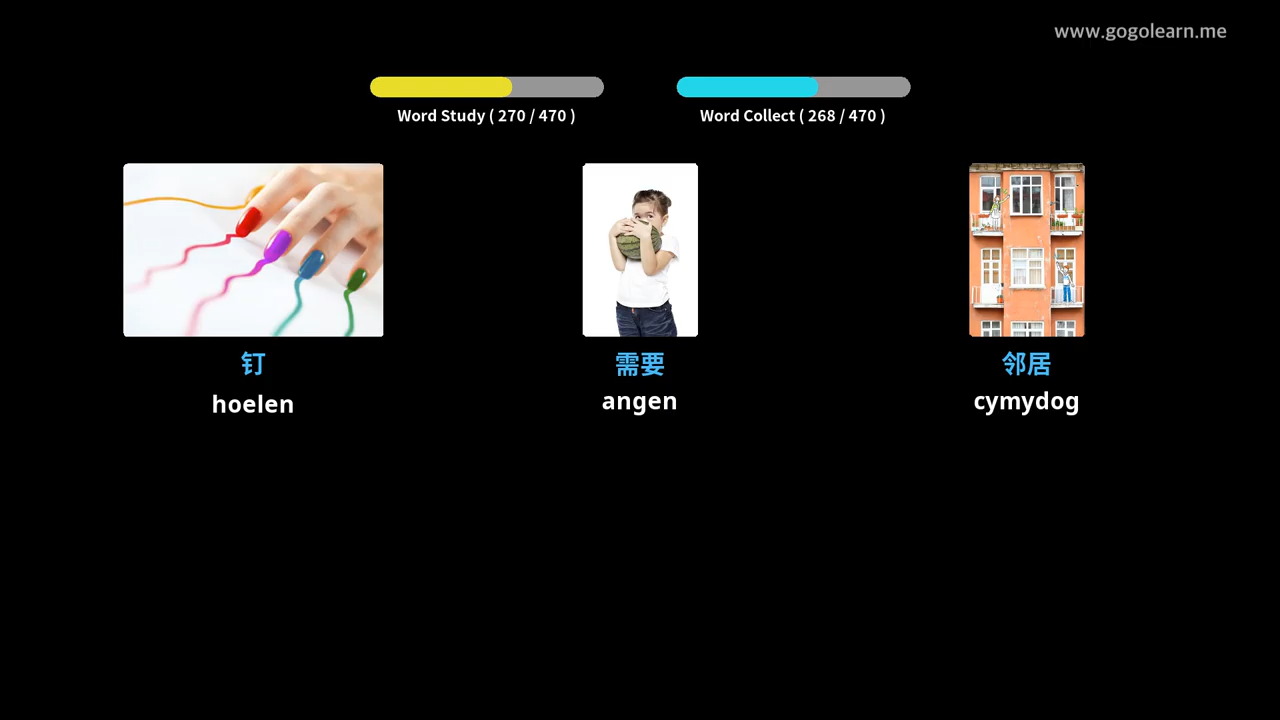 www.gogolearn.me
Word Study ( 270 / 470 )
Word Collect ( 268 / 470 )
钉
需要
邻居
hoelen
angen
cymydog